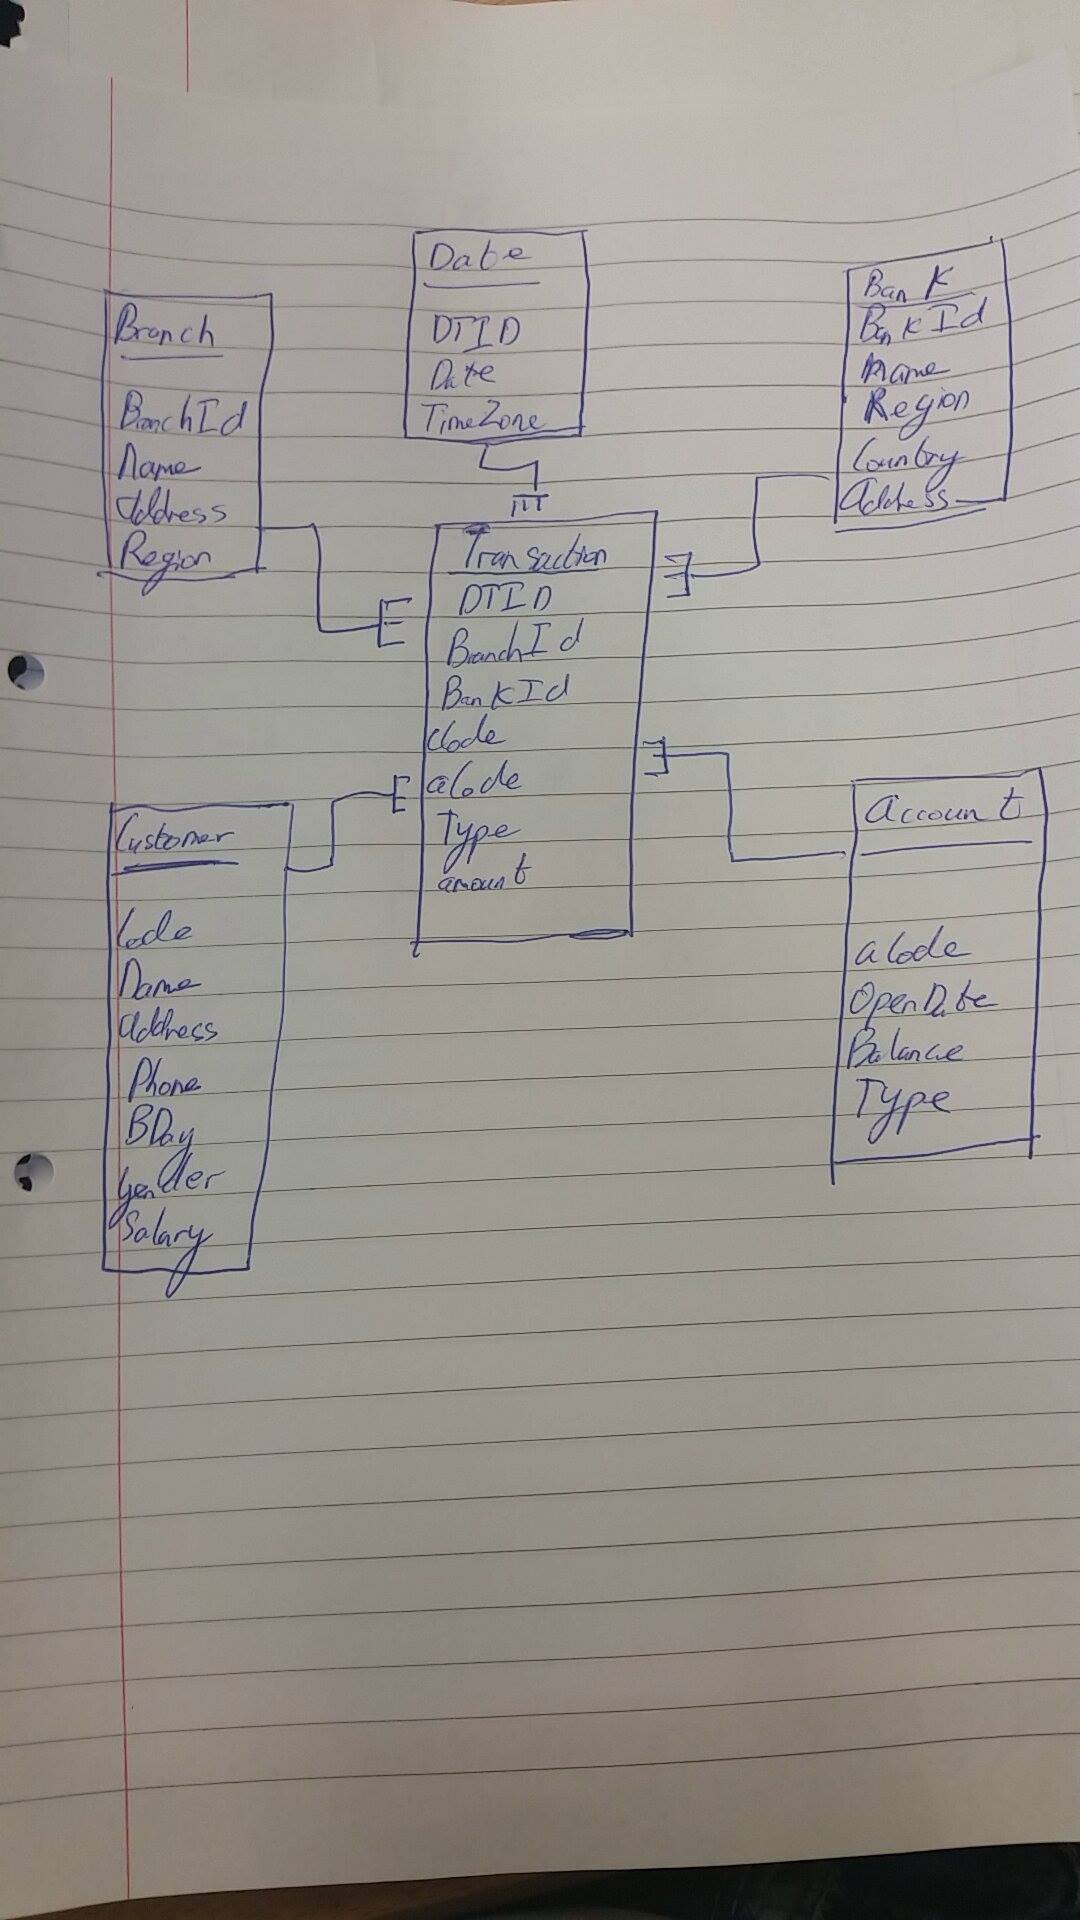 Date
DTID
Date
TimeZone
Branch
BranchId
Name
Address
Region
Bank
BankId
Name
Region
Country
Address
Transaction
DTID
BranchId
BankId
Code
aCode
Type
amount
Customer
Code
Name
Address
Phone
BDay
Gender
Salary
Account
aCode
OpenDate
Balance
Type